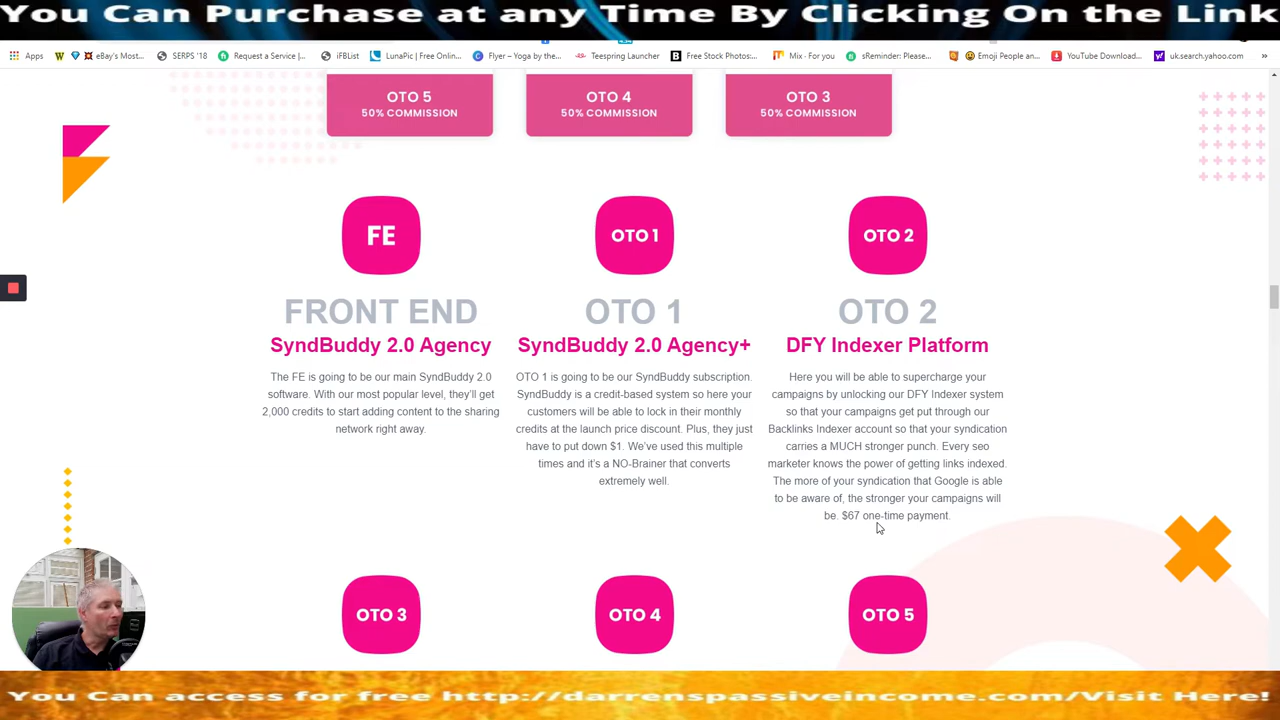 You Can Purchase at any Time By Clicking On the Link
Apps
eBay's Most...
SERPS '18
Request a Service |...
iFBLE
LunaPic | Free Onlin...
Flyer – Yoga by the...
Teespring Launcher
Free Stock Photos:...
Mix · For you
sReminder: Please...
Emoji People an...
YouTube Download...
uk.search.yahoo.com
»
OTO 5
50% COMMISSION
OTO 4
50% COMMISSION
OTO 3
50% COMMISSION
FE
FRONT END
SyndBuddy 2.0 Agency
The FE is going to be our main SyndBuddy 2.0
software. With our most popular level, they'll get
2,000 credits to start adding content to the sharing
network right away.
OTO 1
OTO 1
SyndBuddy 2.0 Agency+
OTO 1 is going to be our SyndBuddy subscription.
SyndBuddy is a credit-based system so here your
customers will be able to lock in their monthly
credits at the launch price discount. Plus, they just
have to put down $1. We've used this multiple
times and it's a NO-Brainer that converts
extremely well.
OTO 2
OTO 2
DFY Indexer Platform
Here you will be able to supercharge your
campaigns by unlocking our DFY Indexer system
so that your campaigns get put through our
Backlinks Indexer account so that your syndication
carries a MUCH stronger punch. Every seo
marketer knows the power of getting links indexed.
The more of your syndication that Google is able
to be aware of, the stronger your campaigns will
be. $67 one-time payment.
OTO 3
OTO 4
OTO 5
You Can access for free http://darrenspassiveincome.com/Visit Here!